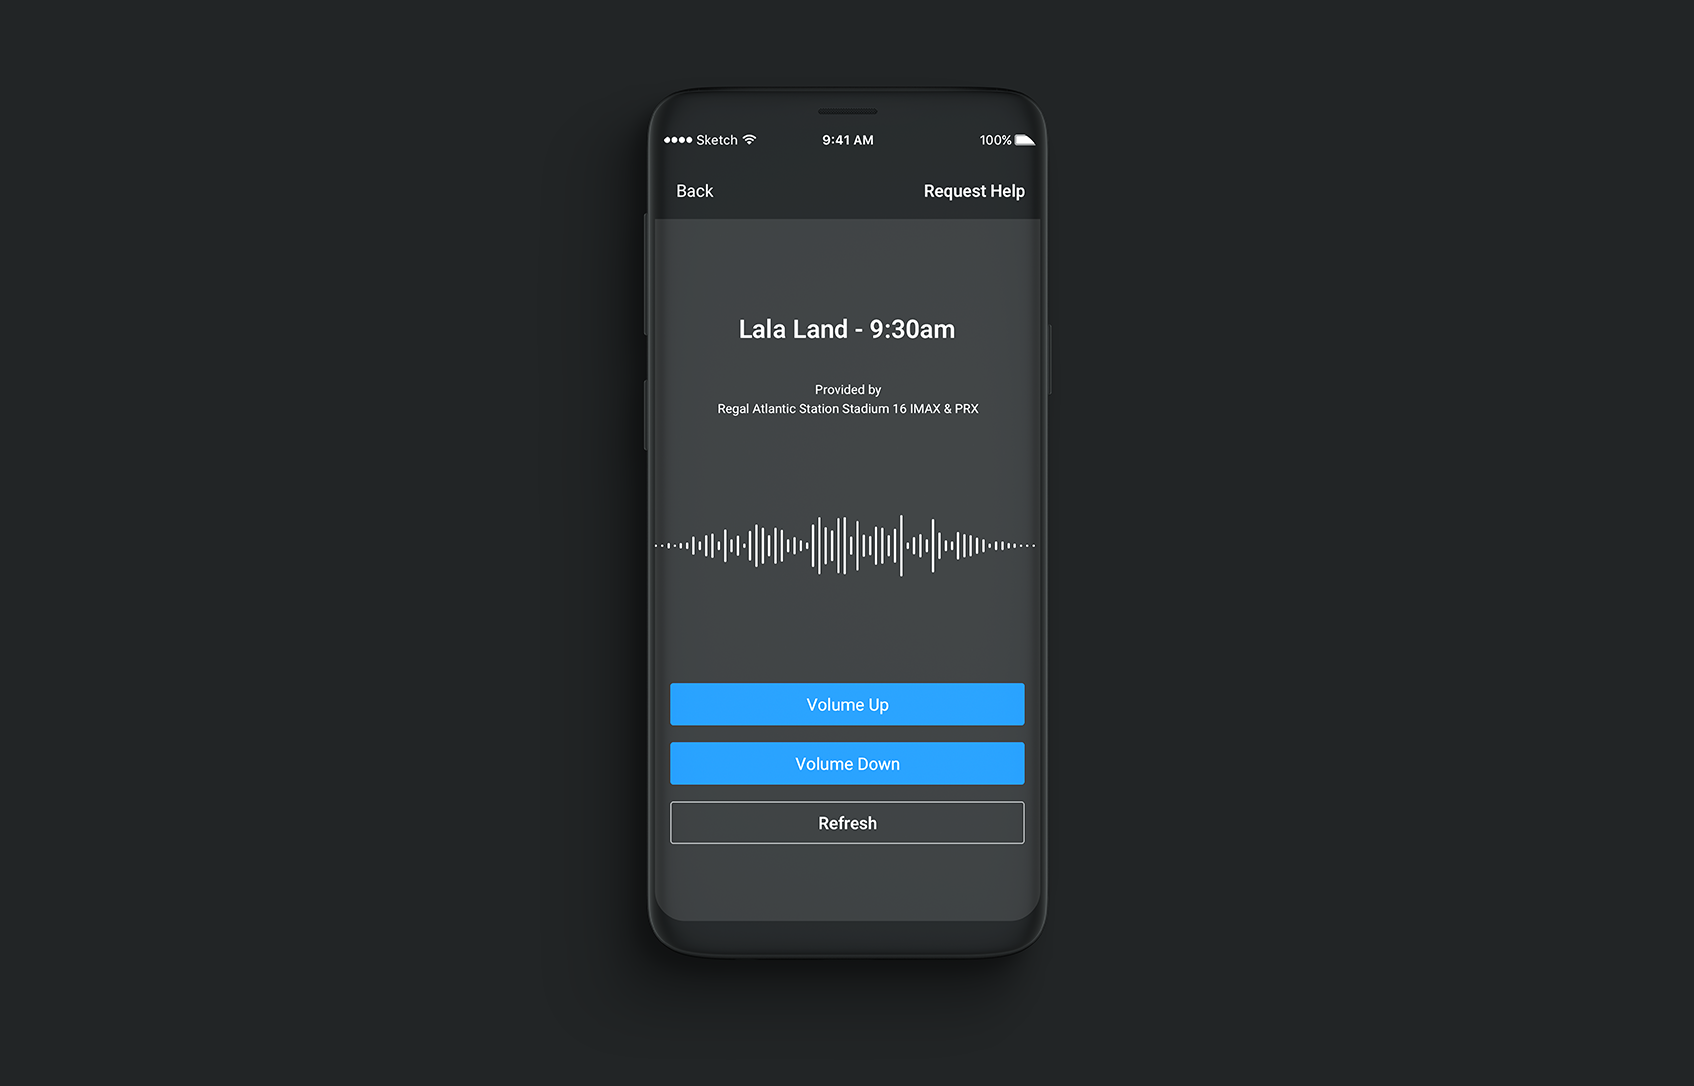 Sketch
9:41 AM
100%
Back
Request Help
Lala Land - 9:30am
Provided by
Regal Atlantic Station Stadium 16 IMAX & PRX
Volume Up
Volume Down
Refresh